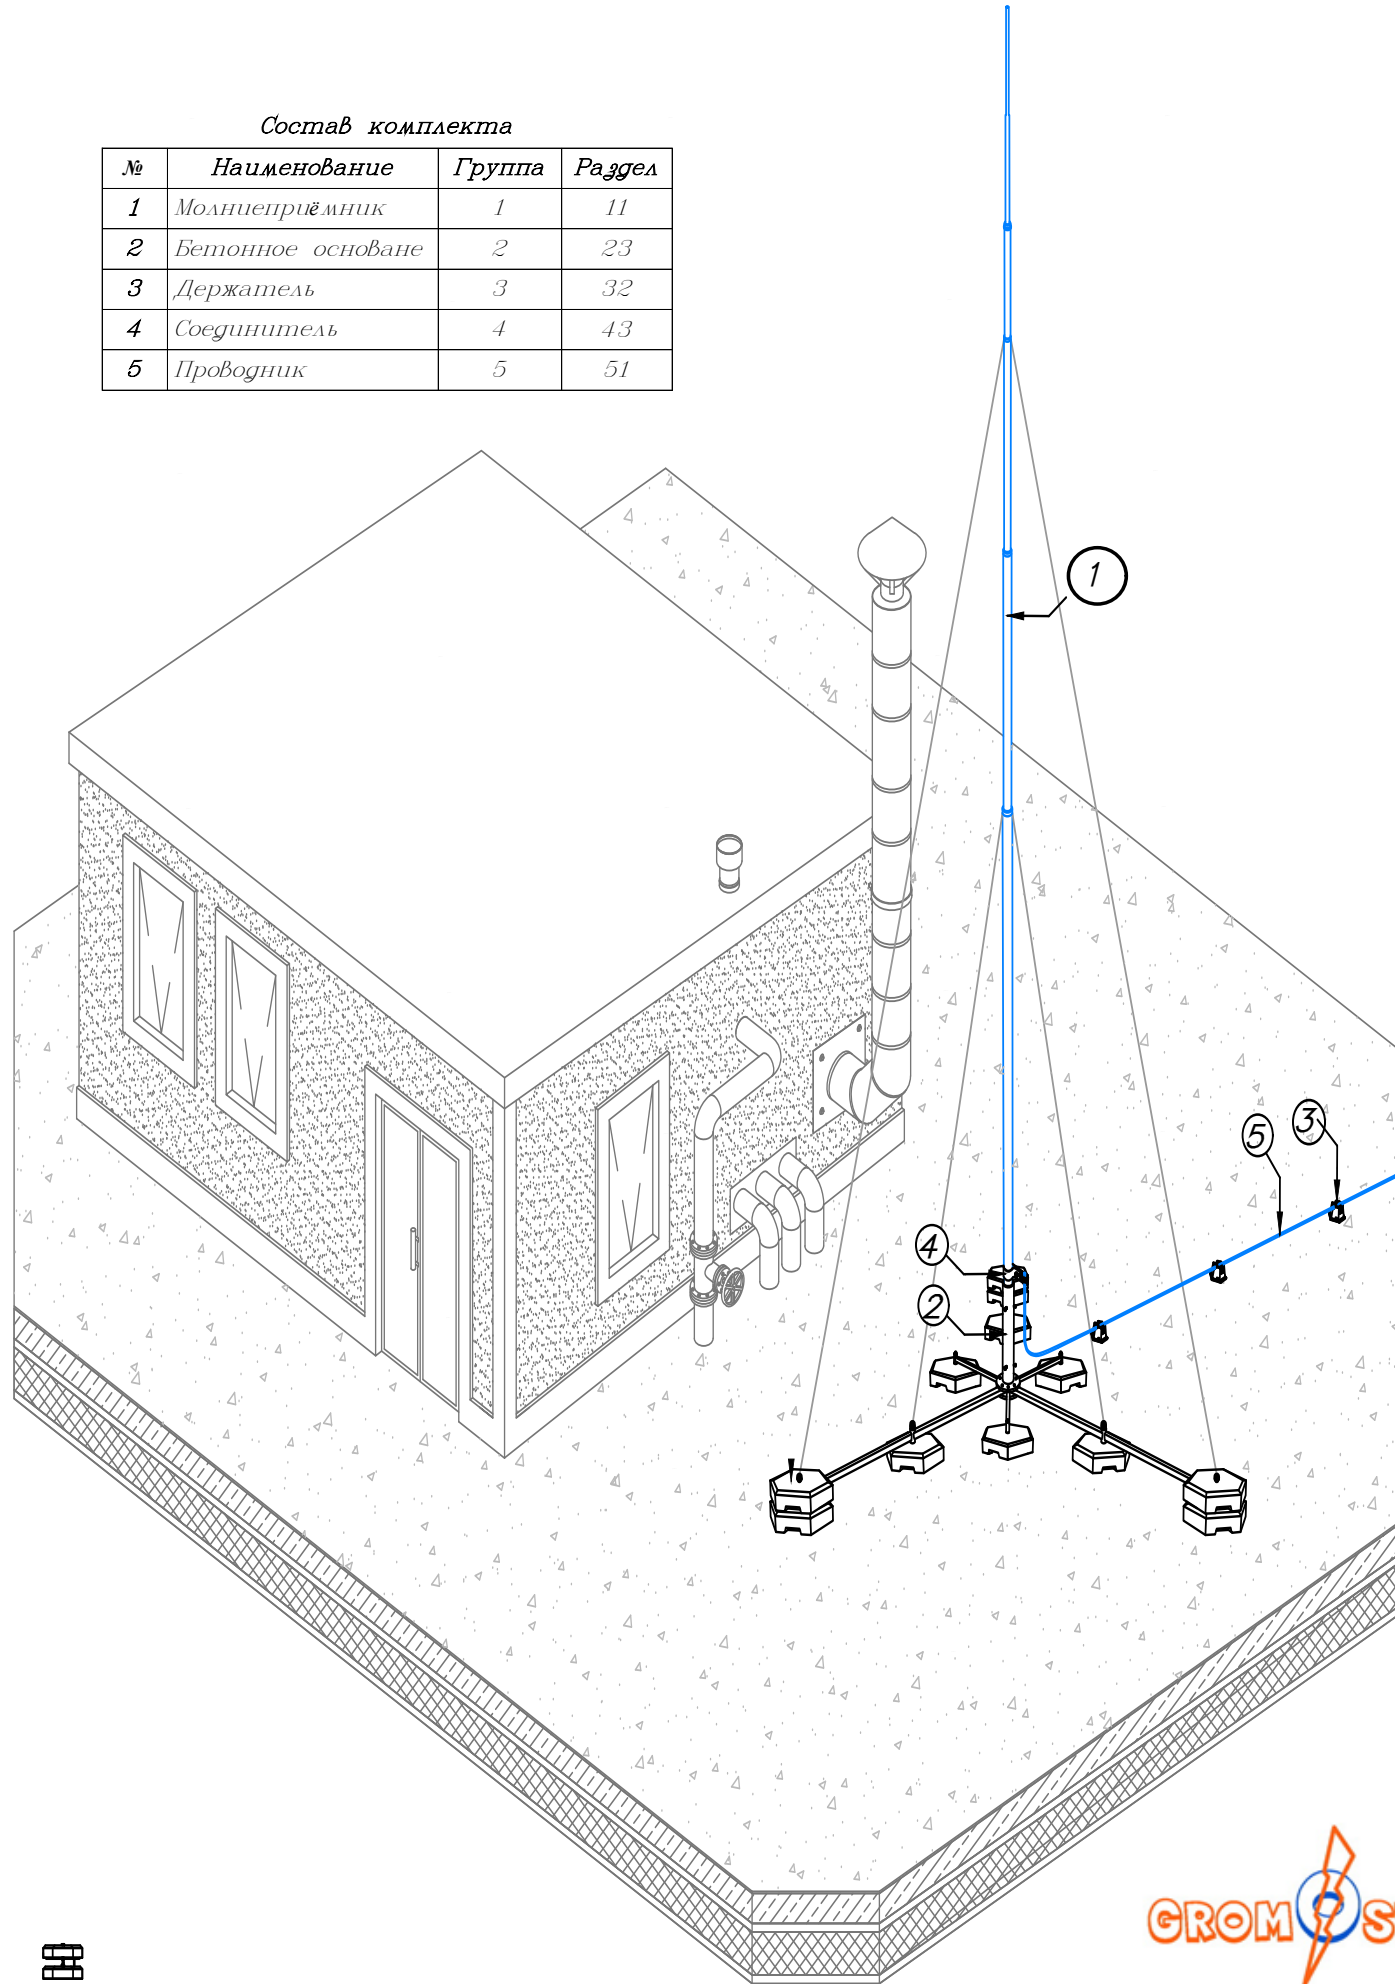 Состав комплекта
№ Наименование Группа Раздел
1 Молниеприёмник 1 11
2 Бетонное основане 2 23
3 Держатель 3 32
4 Соединитель 4 43
5 Проводник 5 51
1
3
5
4
2
GROM S